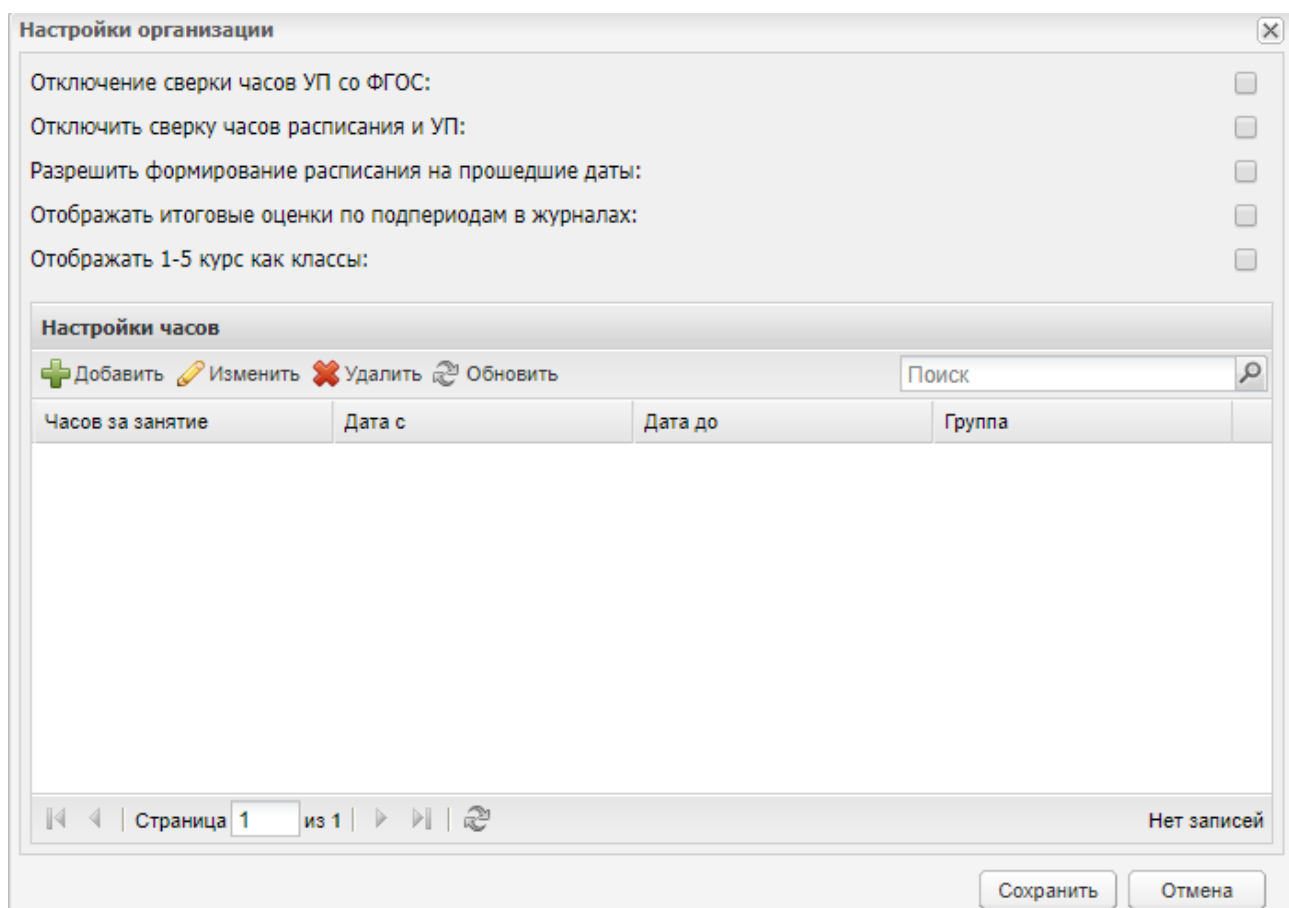 Настройки организации
Отключение сверки часов УП со ФГОС:
Отключить сверку часов расписания и УП:
Разрешить формирование расписания на прошедшие даты:
Отображать итоговые оценки по подпериодам в журналах:
Отображать 1-5 курс как классы:
Настройки часов
Добавить Изменить Удалить Обновить Поиск
Часов за занятие Дата с Дата до Группа
Страница 1 из 1 Нет записей
Сохранить Отмена